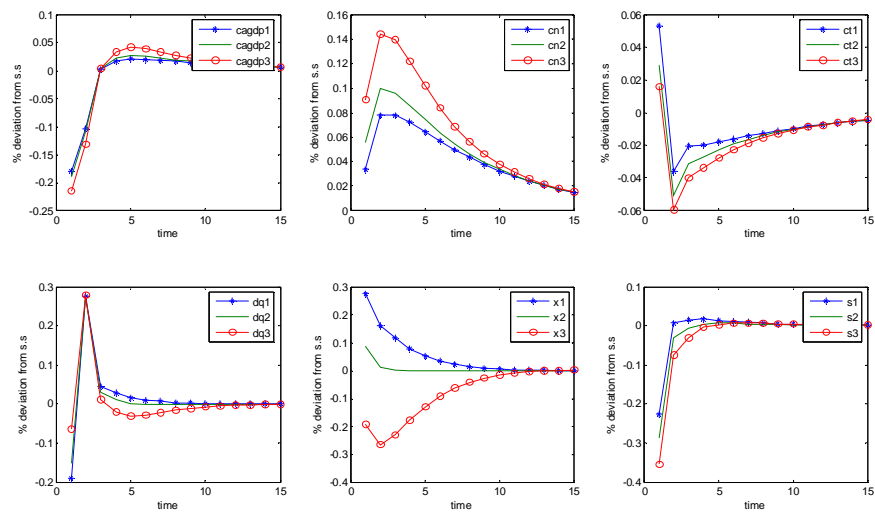 0.1
0.05
0
-0.05
-0.1
-0.15
-0.2
-0.25
0
5
10
15
time
% deviation from s.s
cagdp1
cagdp2
cagdp3
0.16
0.14
0.12
0.1
0.08
0.06
0.04
0.02
0
0
5
10
15
time
% deviation from s.s
cn1
cn2
cn3
0.06
0.04
0.02
0
-0.02
-0.04
-0.06
0
5
10
15
time
% deviation from s.s
ct1
ct2
ct3
0.3
0.2
0.1
0
-0.1
-0.2
0
5
10
15
time
% deviation from s.s
dq1
dq2
dq3
0.3
0.2
0.1
0
-0.1
-0.2
-0.3
-0.4
0
5
10
15
time
% deviation from s.s
x1
x2
x3
0.1
0
-0.1
-0.2
-0.3
-0.4
0
5
10
15
time
% deviation from s.s
s1
s2
s3